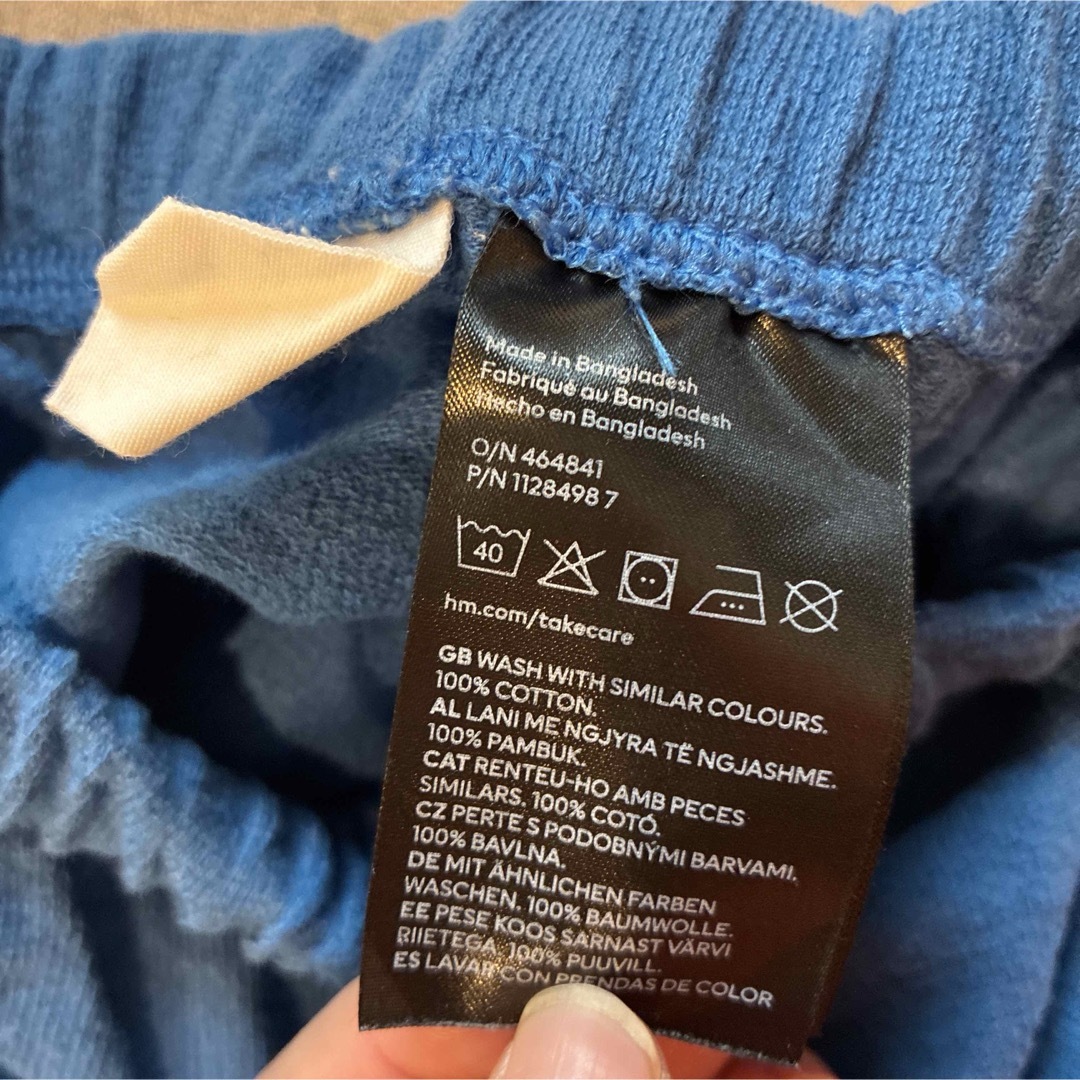 Made in Bangladesh
Fabriqué au Bangladesh
Hecho en Bangladesh
O/N 464841
P/N 1128498 7
40
hm.com/takecare
GB WASH WITH SIMILAR COLOURS.
100% COTTON.
AL LANI ME NGJYRA TË NGJASHME.
100% PAMBUK.
CAT RENTEU-HO AMB PECES
SIMILARS. 100% COTÓ.
CZ PERTE S PODOBNÝMI BARVAMI.
100% BAVLNA.
DE MIT ÄHNLICHEN FARBEN
WASCHEN. 100% BAUMWOLLE.
EE PESE KOOS SARNAST VÄRVI
RIIETEGA. 100% PUUVILL.
ES LAVAR CON PRENDAS DE COLOR